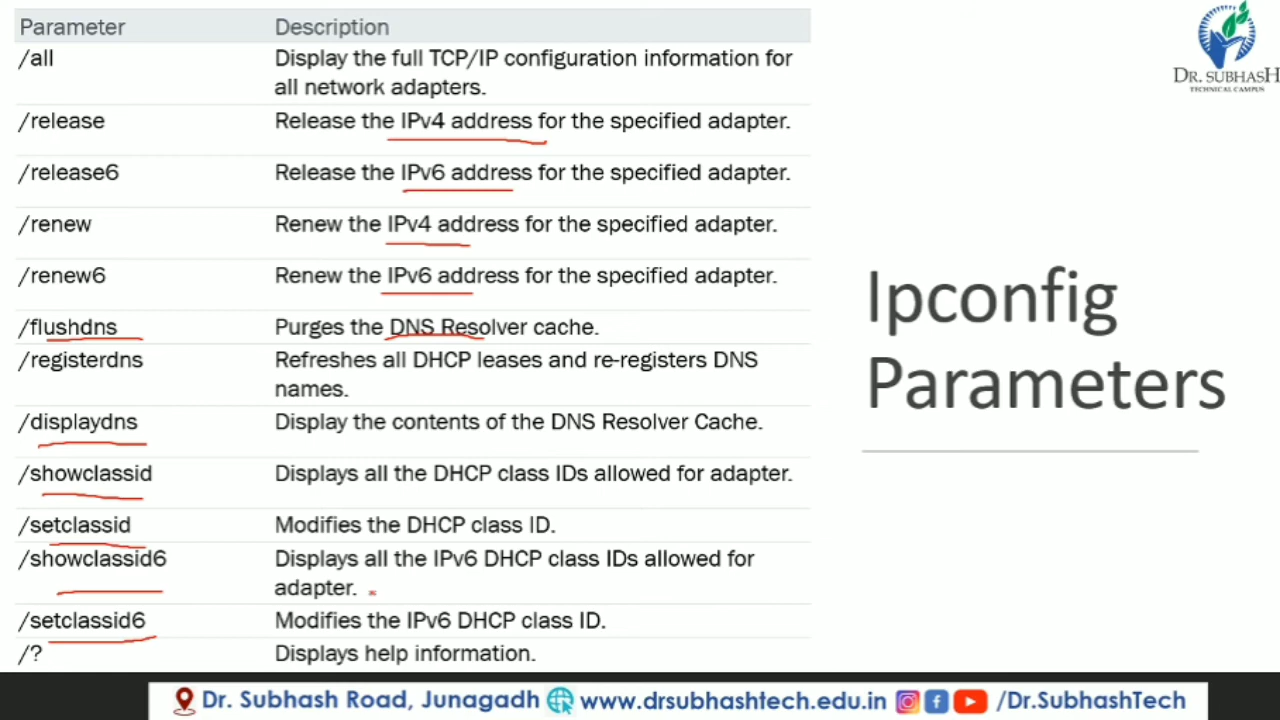 Parameter Description
/all Display the full TCP/IP configuration information for
all network adapters.
/release Release the IPv4 address for the specified adapter.
/release6 Release the IPv6 address for the specified adapter.
/renew Renew the IPv4 address for the specified adapter.
/renew6 Renew the IPv6 address for the specified adapter.
/flushdns Purges the DNS Resolver cache.
/registerdns Refreshes all DHCP leases and re-registers DNS
names.
/displaydns Display the contents of the DNS Resolver Cache.
/showclassid Displays all the DHCP class IDs allowed for adapter.
/setclassid Modifies the DHCP class ID.
/showclassid6 Displays all the IPv6 DHCP class IDs allowed for
adapter.
/setclassid6 Modifies the IPv6 DHCP class ID.
/? Displays help information.
DR. SUBHASH
TECHNICAL CAMPUS
Ipconfig
Parameters
Dr. Subhash Road, Junagadh www.drsubhashtech.edu.in /Dr.SubhashTech